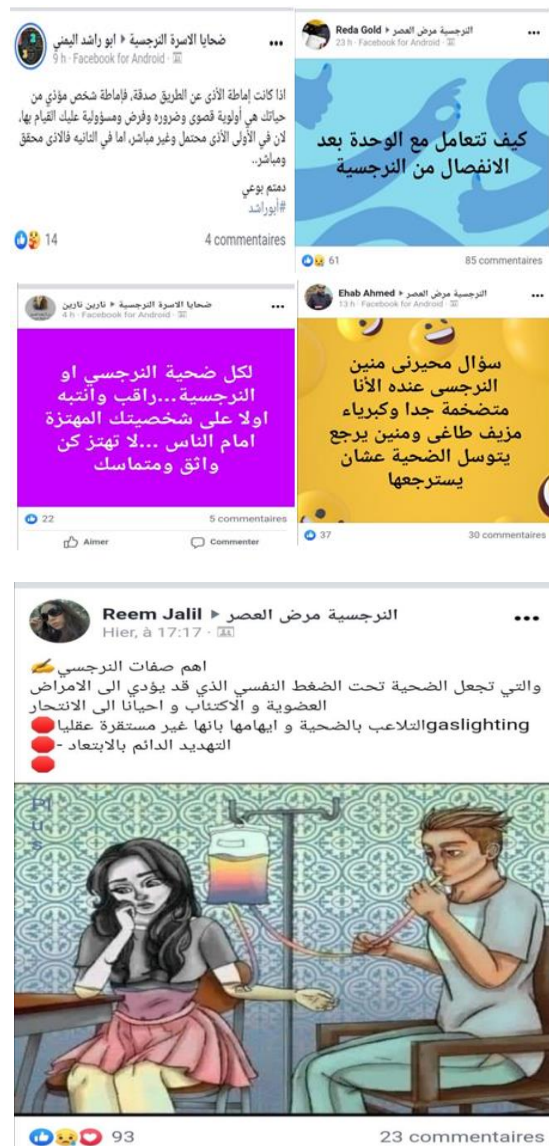 ضحايا الاسرة النرجسية ◂ ابو راشد اليمني
9 h · Facebook for Android ·
اذا كانت إماطة الأذى عن الطريق صدقة، فإماطة شخص مؤذي من
حياتك هي أولوية قصوى وضروره وفرض ومسؤولية عليك القيام بها،
لان في الأولى الأذى محتمل وغير مباشر، اما في الثانيه فالاذى محقق
ومباشر..
دمتم بوعي
#أبوراشد
14
4 commentaires
Reda Gold ▸ النرجسية مرض العصر
23 h · Facebook for Android ·
كيف تتعامل مع الوحدة بعد
الانفصال من النرجسية
61
85 commentaires
ضحايا الاسرة النرجسية ◂ نارين نارين
4 h · Facebook for Android ·
لكل ضحية النرجسي او
النرجسية...راقب وانتبه
اولا على شخصيتك المهتزة
امام الناس ...لا تهتز كن
واثق ومتماسك
22
5 commentaires
Aimer
Commenter
Ehab Ahmed ▸ النرجسية مرض العصر
13 h · Facebook for Android ·
سؤال محيرنى منين
النرجسى عنده الأنا
متضخمة جدا وكبرياء
مزيف طاغى ومنين يرجع
يتوسل الضحية عشان
يسترجعها
37
30 commentaires
Reem Jalil ▸ النرجسية مرض العصر
Hier, à 17:17 ·
اهم صفات النرجسي
والتي تجعل الضحية تحت الضغط النفسي الذي قد يؤدي الى الامراض
العضوية و الاكتئاب و احيانا الى الانتحار
gaslightingالتلاعب بالضحية و ايهامها بانها غير مستقرة عقليا
التهديد الدائم بالابتعاد -
Pl
u
s
93
23 commentaires